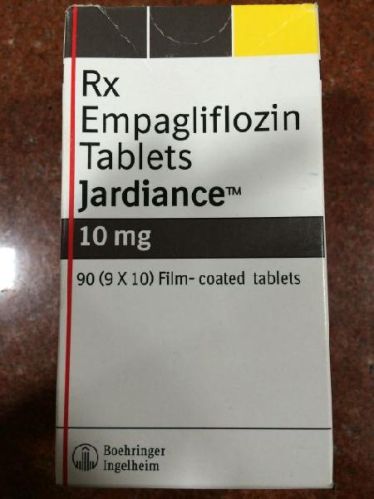 Rx
Empagliflozin
Tablets
Jardiance™
10 mg
90 (9 X 10) Film- coated tablets
Boehringer
Ingelheim